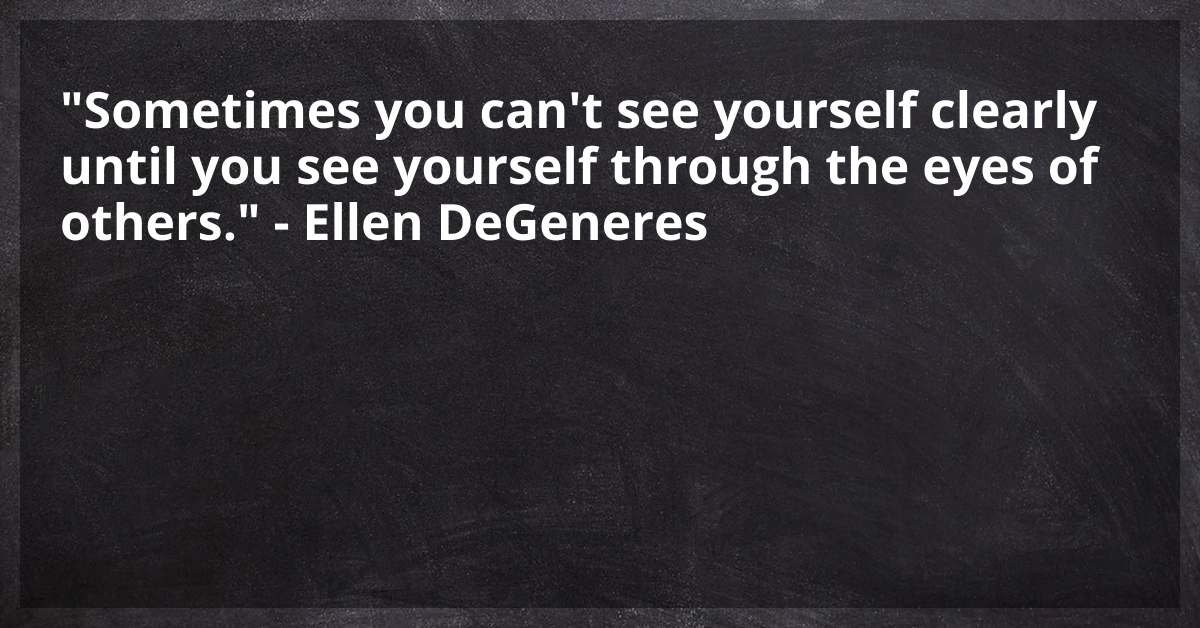 "Sometimes you can't see yourself clearly
until you see yourself through the eyes of
others." - Ellen DeGeneres